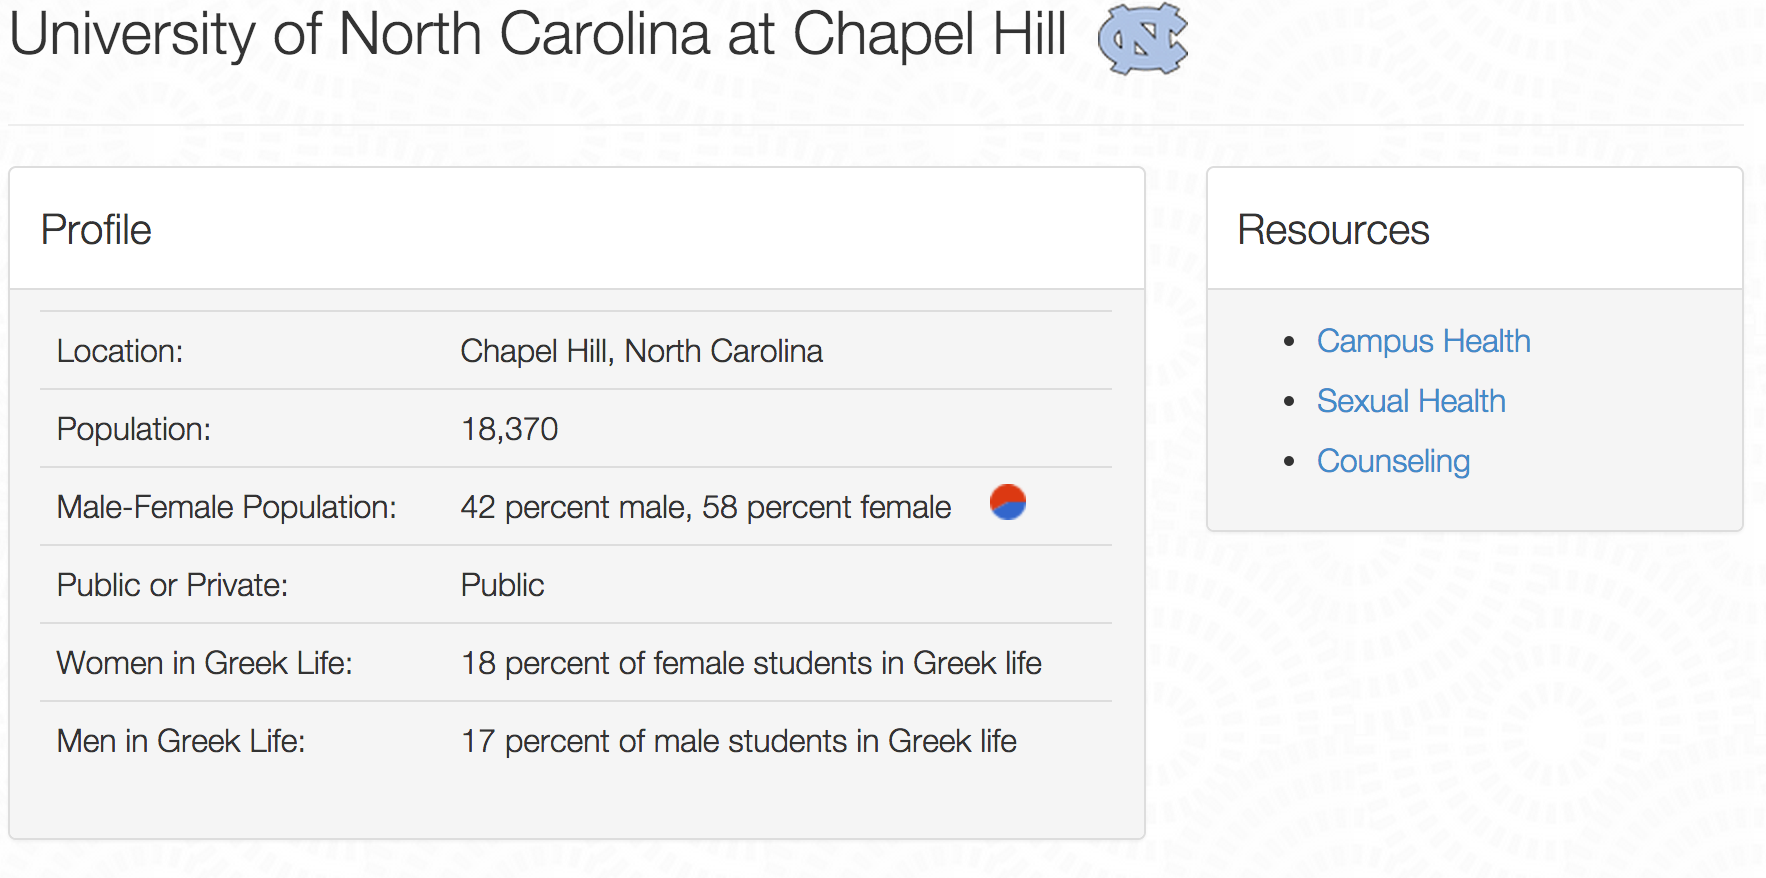 University of North Carolina at Chapel Hill NC
Profile
Location: Chapel Hill, North Carolina
Population: 18,370
Male-Female Population: 42 percent male, 58 percent female
Public or Private: Public
Women in Greek Life: 18 percent of female students in Greek life
Men in Greek Life: 17 percent of male students in Greek life
Resources
• Campus Health
• Sexual Health
• Counseling